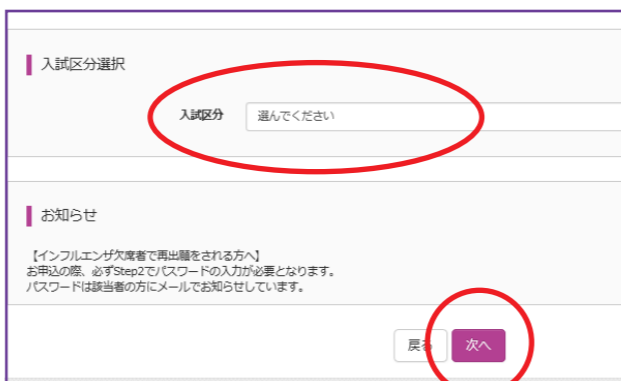 入試区分選択
入試区分 選んでください
お知らせ
【インフルエンザ欠席者で再出願をされる方へ】
お申込の際、必ずStep2でパスワードの入力が必要となります。
パスワードは該当者の方にメールでお知らせしています。
戻る 次へ